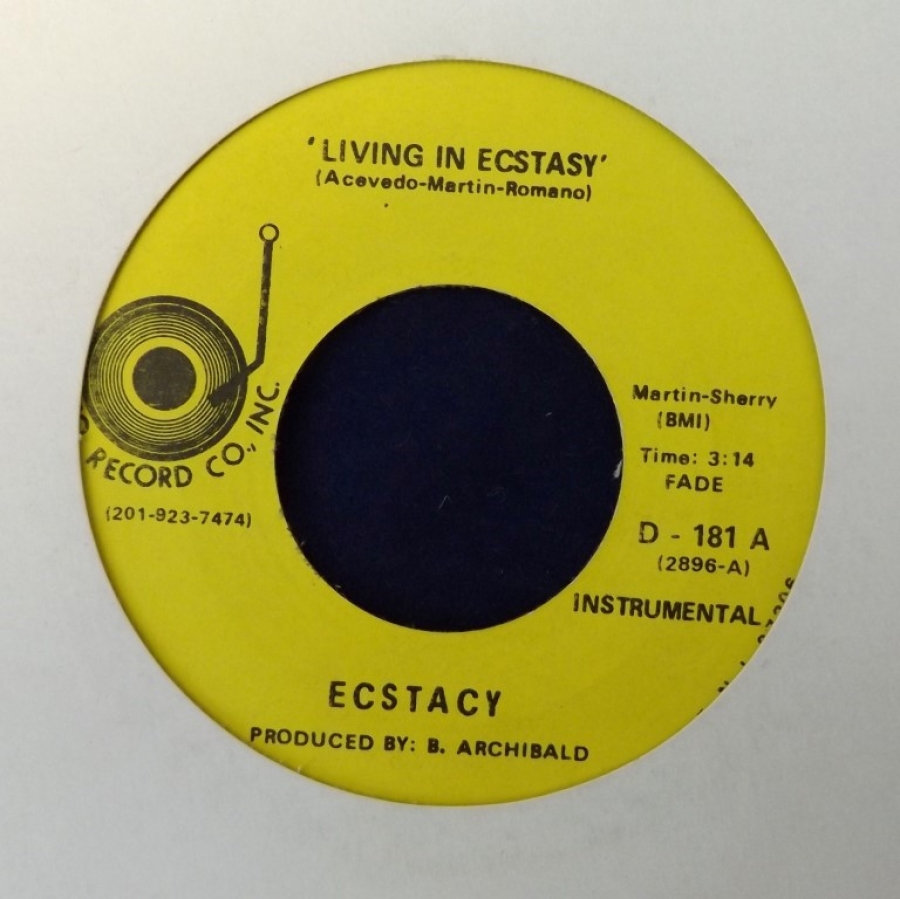 'LIVING IN ECSTASY'
(Acevedo-Martin-Romano)
RECORD CO., INC.
(201-923-7474)
Martin-Sherry
(BMI)
Time: 3:14
FADE
D - 181 A
(2896-A)
INSTRUMENTAL
ECSTACY
PRODUCED BY: B. ARCHIBALD